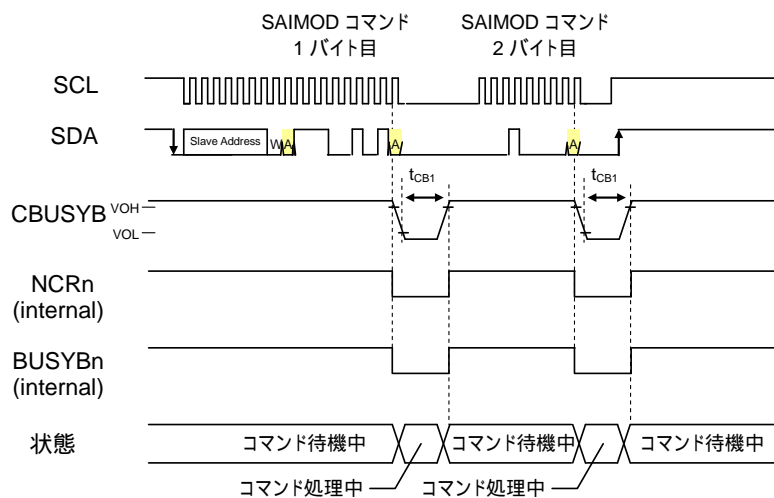 SAIMOD コマンド
1 バイト目
SAIMOD コマンド
2 バイト目
SCL
SDA
Slave Address
W
A
A
A
tCB1
tCB1
CBUSYB
VOH
VOL
NCRn
(internal)
BUSYBn
(internal)
状態
コマンド待機中
コマンド待機中
コマンド待機中
コマンド処理中
コマンド処理中